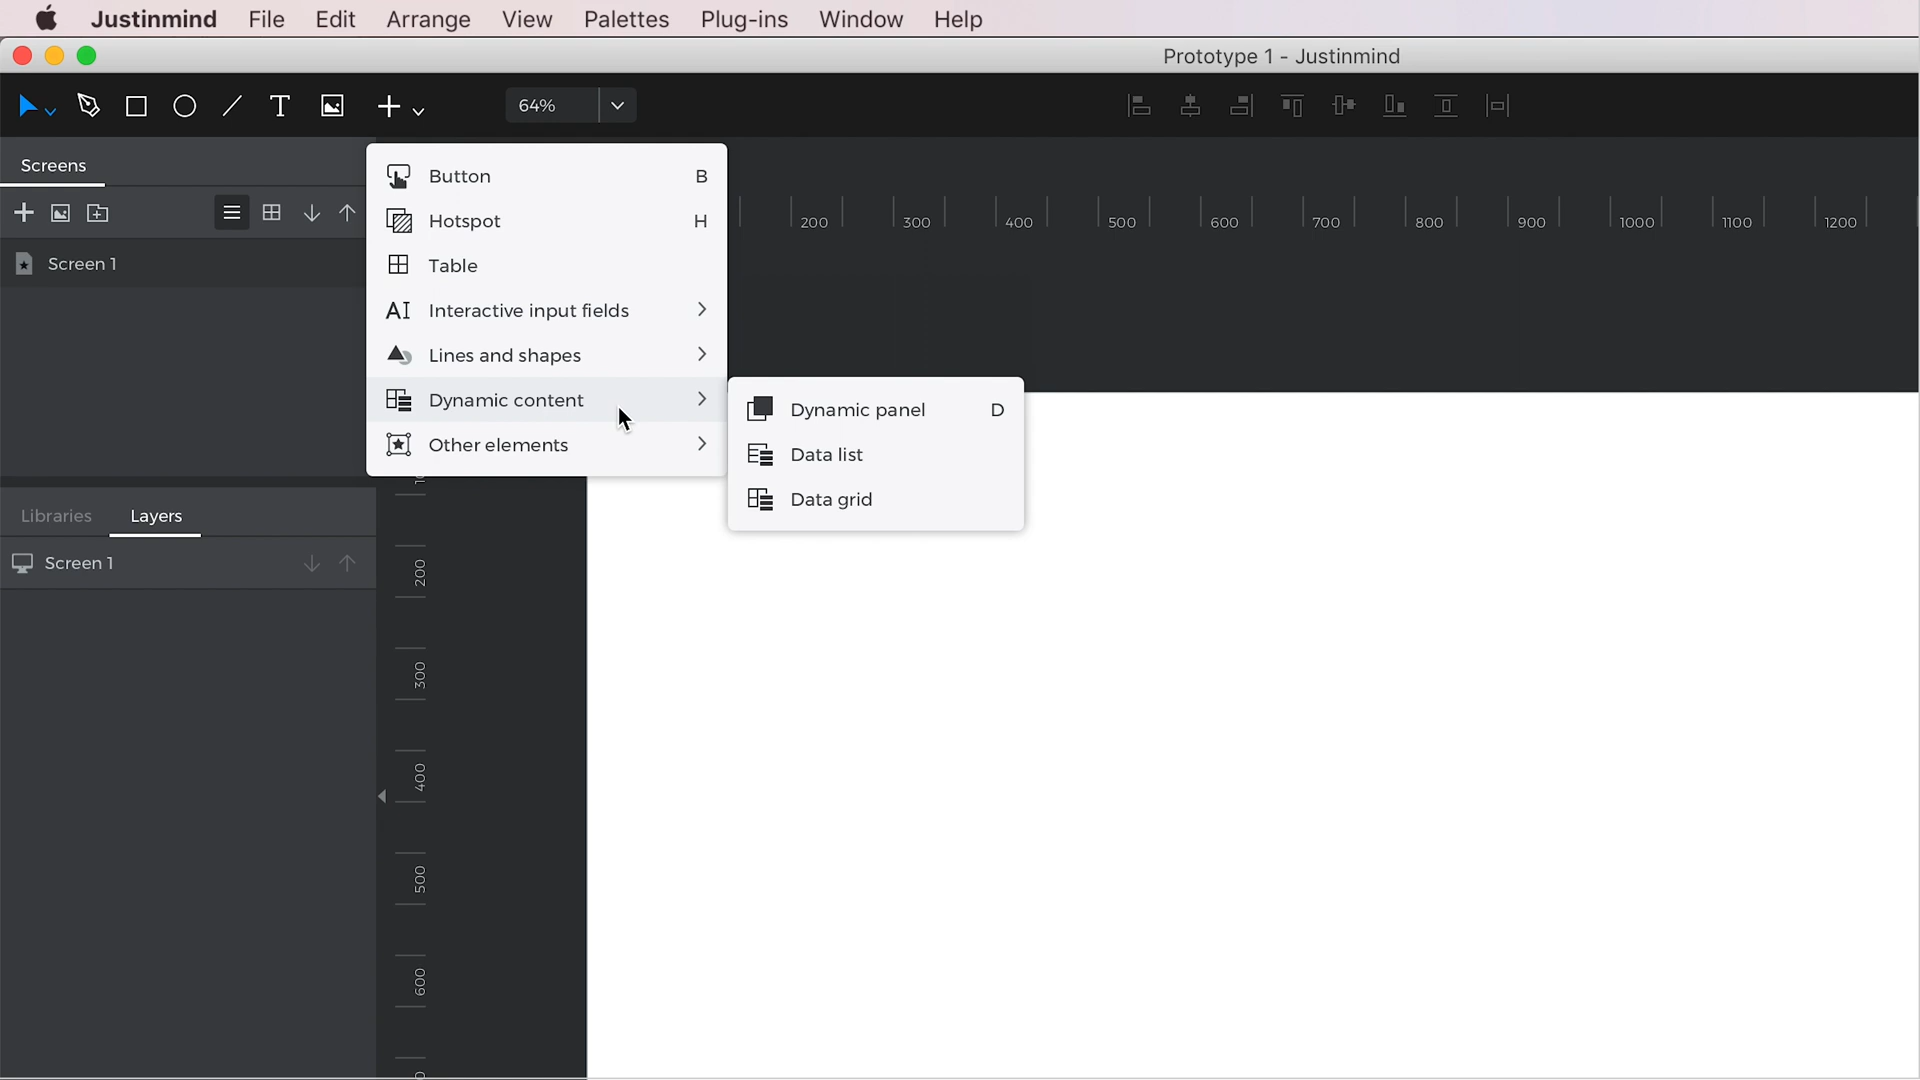 Justinmind File Edit Arrange View Palettes Plug-ins Window Help
Prototype 1 - Justinmind
64%
Screens
Screen 1
Button B
Hotspot H
Table
Interactive input fields
Lines and shapes
Dynamic content
Other elements
Dynamic panel D
Data list
Data grid
200 300 400 500 600 700 800 900 1000 1100 1200
Libraries Layers
Screen 1
200
300
400
500
600